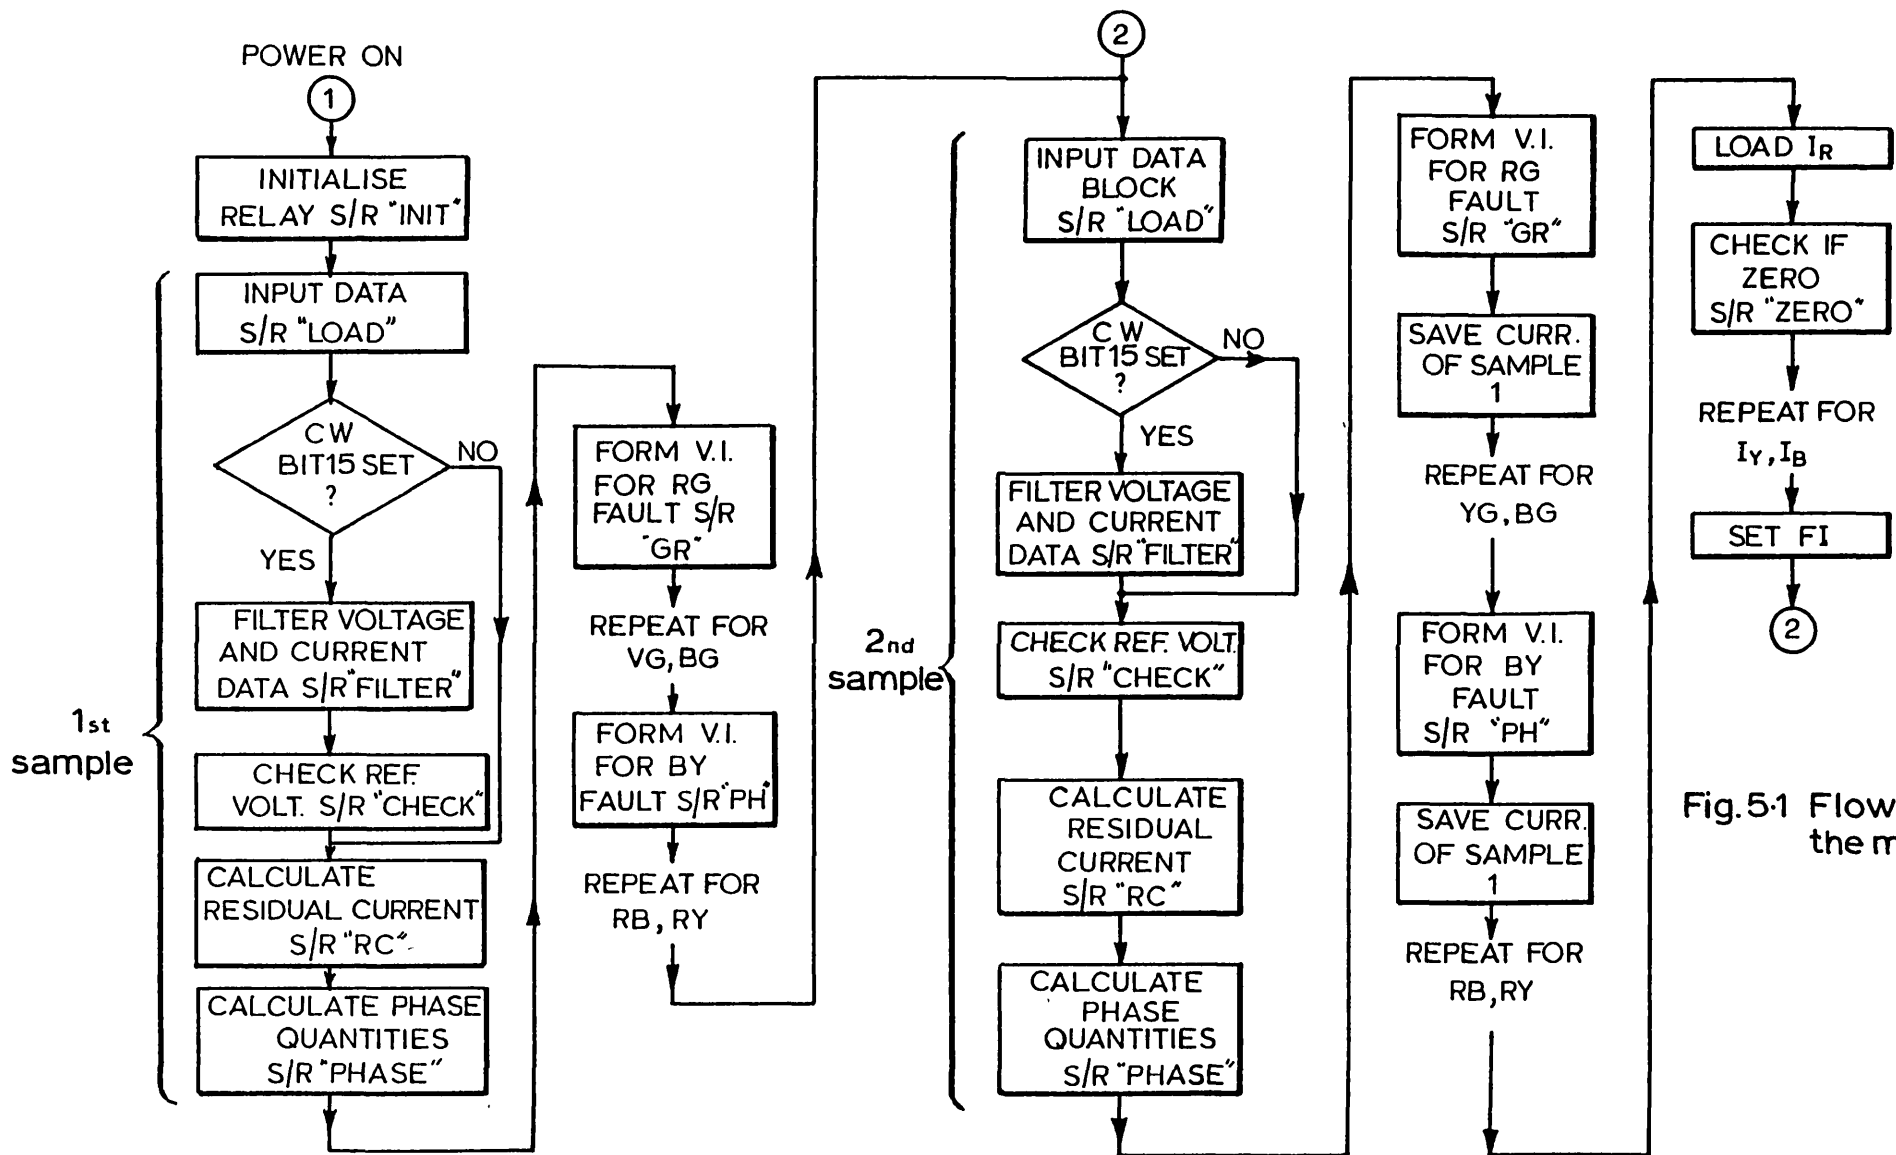 POWER ON
1
INITIALISE
RELAY S/R "INIT"
INPUT DATA
S/R "LOAD"
CW
BIT15 SET
?
NO
YES
FILTER VOLTAGE
AND CURRENT
DATA S/R "FILTER"
CHECK REF.
VOLT. S/R "CHECK"
CALCULATE
RESIDUAL CURRENT
S/R "RC"
CALCULATE PHASE
QUANTITIES
S/R "PHASE"
1st
sample
FORM V.I.
FOR RG
FAULT S/R
"GR"
REPEAT FOR
VG, BG
FORM V.I.
FOR BY
FAULT S/R "PH"
REPEAT FOR
RB, RY
2
INPUT DATA
BLOCK
S/R "LOAD"
CW
BIT15 SET
?
NO
YES
FILTER VOLTAGE
AND CURRENT
DATA S/R "FILTER"
CHECK REF. VOLT.
S/R "CHECK"
CALCULATE
RESIDUAL
CURRENT
S/R "RC"
CALCULATE
PHASE
QUANTITIES
S/R "PHASE"
2nd
sample
FORM V.I.
FOR RG
FAULT
S/R "GR"
SAVE CURR.
OF SAMPLE
1
REPEAT FOR
YG, BG
FORM V.I.
FOR BY
FAULT
S/R "PH"
SAVE CURR.
OF SAMPLE
1
REPEAT FOR
RB, RY
LOAD IR
CHECK IF
ZERO
S/R "ZERO"
REPEAT FOR
IY, IB
SET FI
2
Fig.5·1 Flow
the m